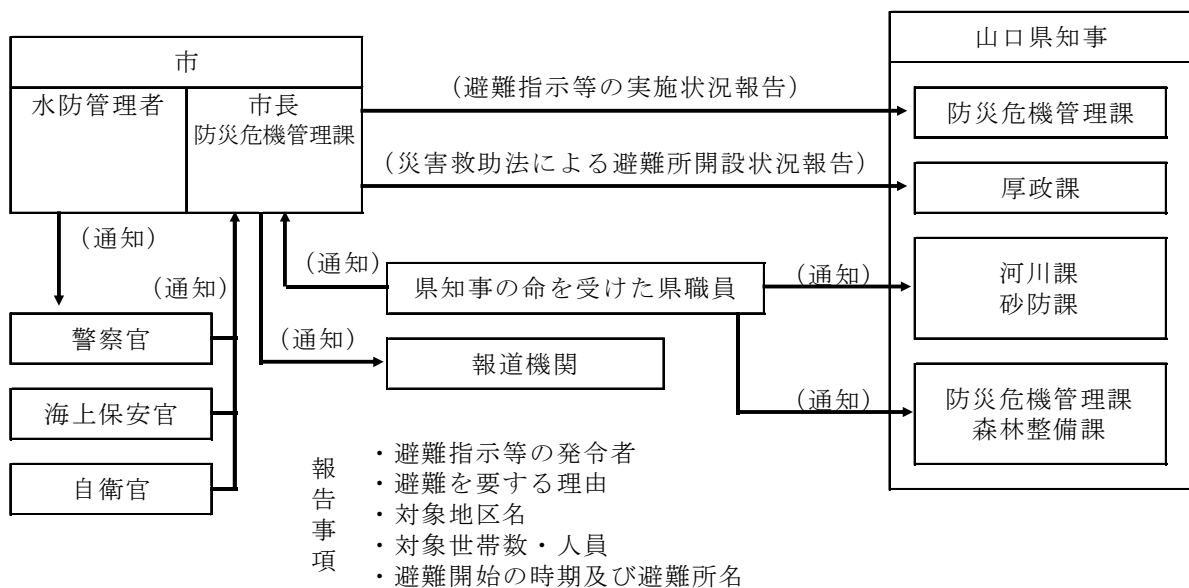 山口県知事
市
水防管理者
市長
防災危機管理課
（避難指示等の実施状況報告）
防災危機管理課
（災害救助法による避難所開設状況報告）
厚政課
（通知）
（通知）
（通知）
県知事の命を受けた県職員
（通知）
河川課
砂防課
警察官
（通知）
報道機関
海上保安官
（通知）
防災危機管理課
森林整備課
自衛官
報告事項
・避難指示等の発令者
・避難を要する理由
・対象地区名
・対象世帯数・人員
・避難開始の時期及び避難所名